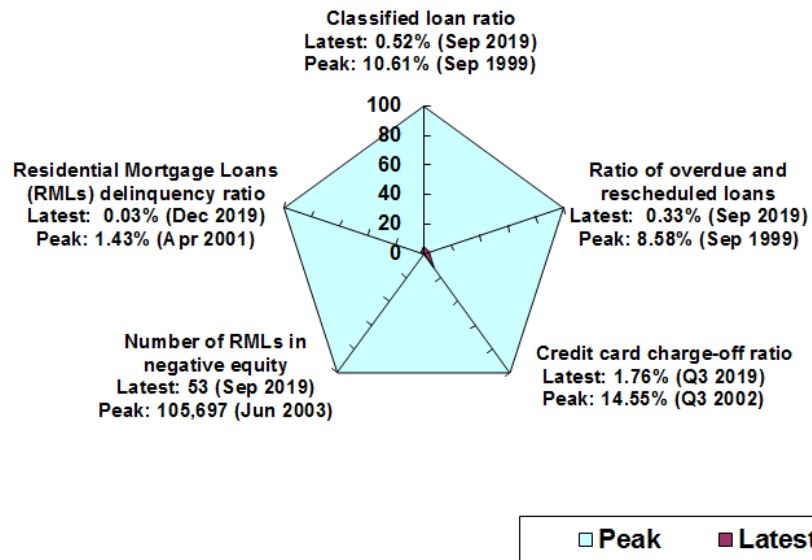 Classified loan ratio
Latest: 0.52% (Sep 2019)
Peak: 10.61% (Sep 1999)
100
80
60
40
20
0
Residential Mortgage Loans
(RMLs) delinquency ratio
Latest: 0.03% (Dec 2019)
Peak: 1.43% (Apr 2001)
Ratio of overdue and
rescheduled loans
Latest: 0.33% (Sep 2019)
Peak: 8.58% (Sep 1999)
Number of RMLs in
negative equity
Latest: 53 (Sep 2019)
Peak: 105,697 (Jun 2003)
Credit card charge-off ratio
Latest: 1.76% (Q3 2019)
Peak: 14.55% (Q3 2002)
Peak Latest